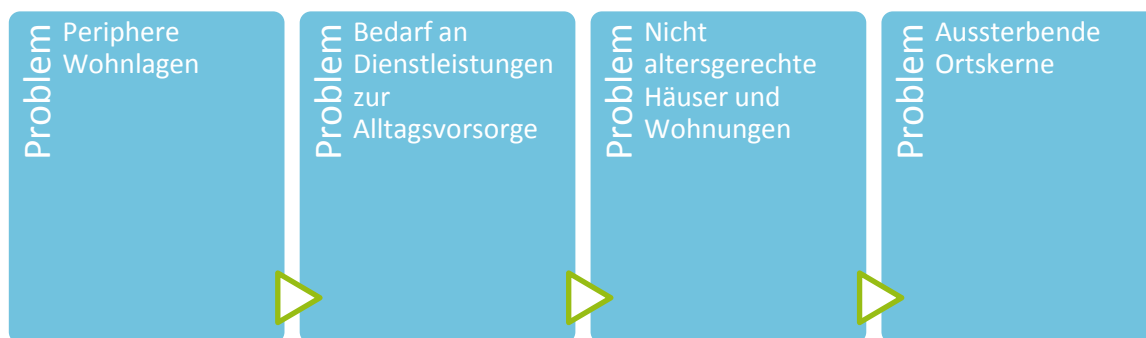 Problem
Periphere
Wohnlagen
Problem
Bedarf an
Dienstleistungen
zur
Alltagsvorsorge
Problem
Nicht
altersgerechte
Häuser und
Wohnungen
Problem
Aussterbende
Ortskerne